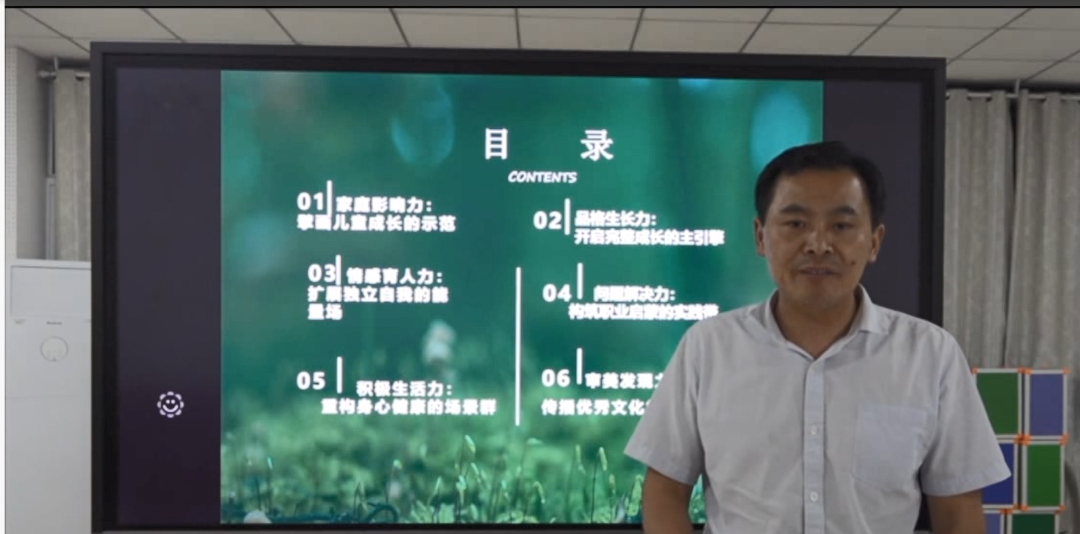 目 录
CONTENTS
01 家庭影响力：
擎画儿童成长的示范
02 品格生长力：
开启完整成长的主引擎
03 情感育人力：
扩展独立自我的能
量场
04 问题解决力：
构筑职业启蒙的实践
05 积极生活力：
重构身心健康的场景群
06 审美发现
传播优秀文化